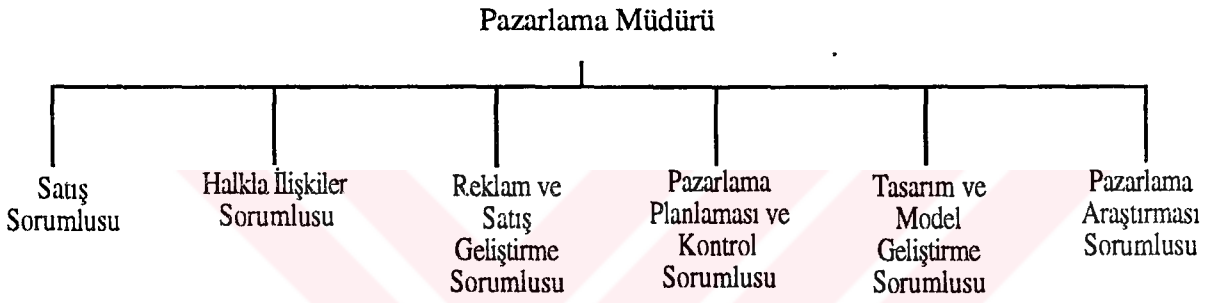 Pazarlama Müdürü
Satış
Sorumlusu
Halkla İlişkiler
Sorumlusu
Reklam ve
Satış
Geliştirme
Sorumlusu
Pazarlama
Planlaması ve
Kontrol
Sorumlusu
Tasarım ve
Model
Geliştirme
Sorumlusu
Pazarlama
Araştırması
Sorumlusu